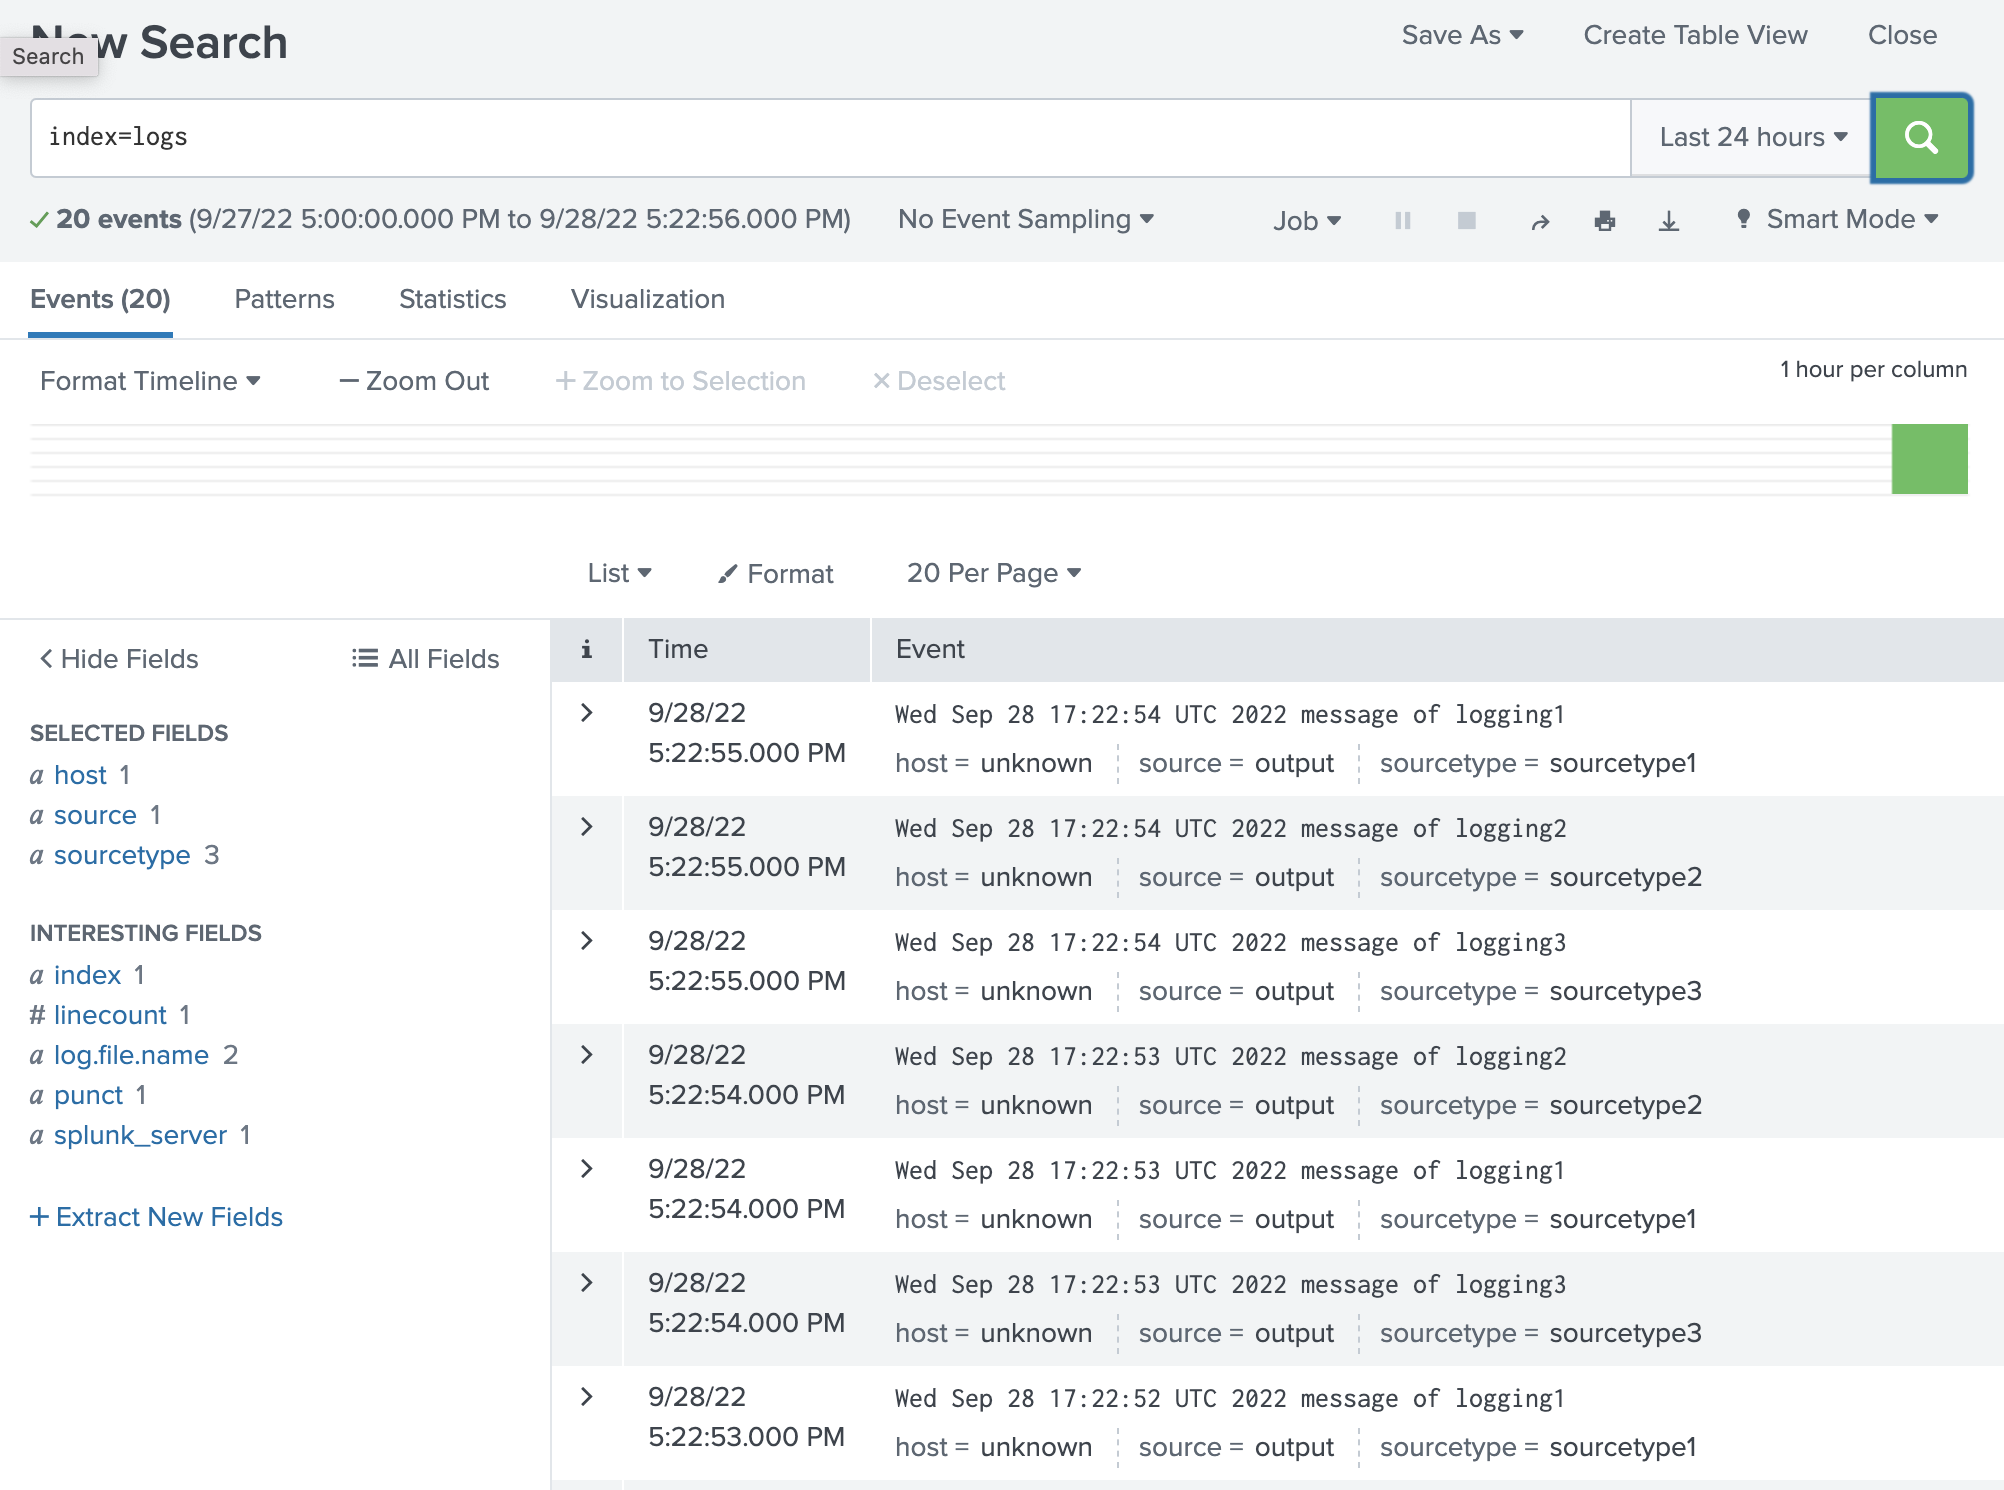 New Search
Search
Save As
Create Table View
Close
index=logs
Last 24 hours
20 events (9/27/22 5:00:00.000 PM to 9/28/22 5:22:56.000 PM)
No Event Sampling
Job
Smart Mode
Events (20)
Patterns
Statistics
Visualization
Format Timeline
— Zoom Out
+ Zoom to Selection
× Deselect
1 hour per column
List
Format
20 Per Page
< Hide Fields
All Fields
SELECTED FIELDS
a host 1
a source 1
a sourcetype 3
INTERESTING FIELDS
a index 1
# linecount 1
a log.file.name 2
a punct 1
a splunk_server 1
+ Extract New Fields
i Time Event
> 9/28/22 5:22:55.000 PM
Wed Sep 28 17:22:54 UTC 2022 message of logging1
host = unknown source = output sourcetype = sourcetype1
> 9/28/22 5:22:55.000 PM
Wed Sep 28 17:22:54 UTC 2022 message of logging2
host = unknown source = output sourcetype = sourcetype2
> 9/28/22 5:22:55.000 PM
Wed Sep 28 17:22:54 UTC 2022 message of logging3
host = unknown source = output sourcetype = sourcetype3
> 9/28/22 5:22:54.000 PM
Wed Sep 28 17:22:53 UTC 2022 message of logging2
host = unknown source = output sourcetype = sourcetype2
> 9/28/22 5:22:54.000 PM
Wed Sep 28 17:22:53 UTC 2022 message of logging1
host = unknown source = output sourcetype = sourcetype1
> 9/28/22 5:22:54.000 PM
Wed Sep 28 17:22:53 UTC 2022 message of logging3
host = unknown source = output sourcetype = sourcetype3
> 9/28/22 5:22:53.000 PM
Wed Sep 28 17:22:52 UTC 2022 message of logging1
host = unknown source = output sourcetype = sourcetype1